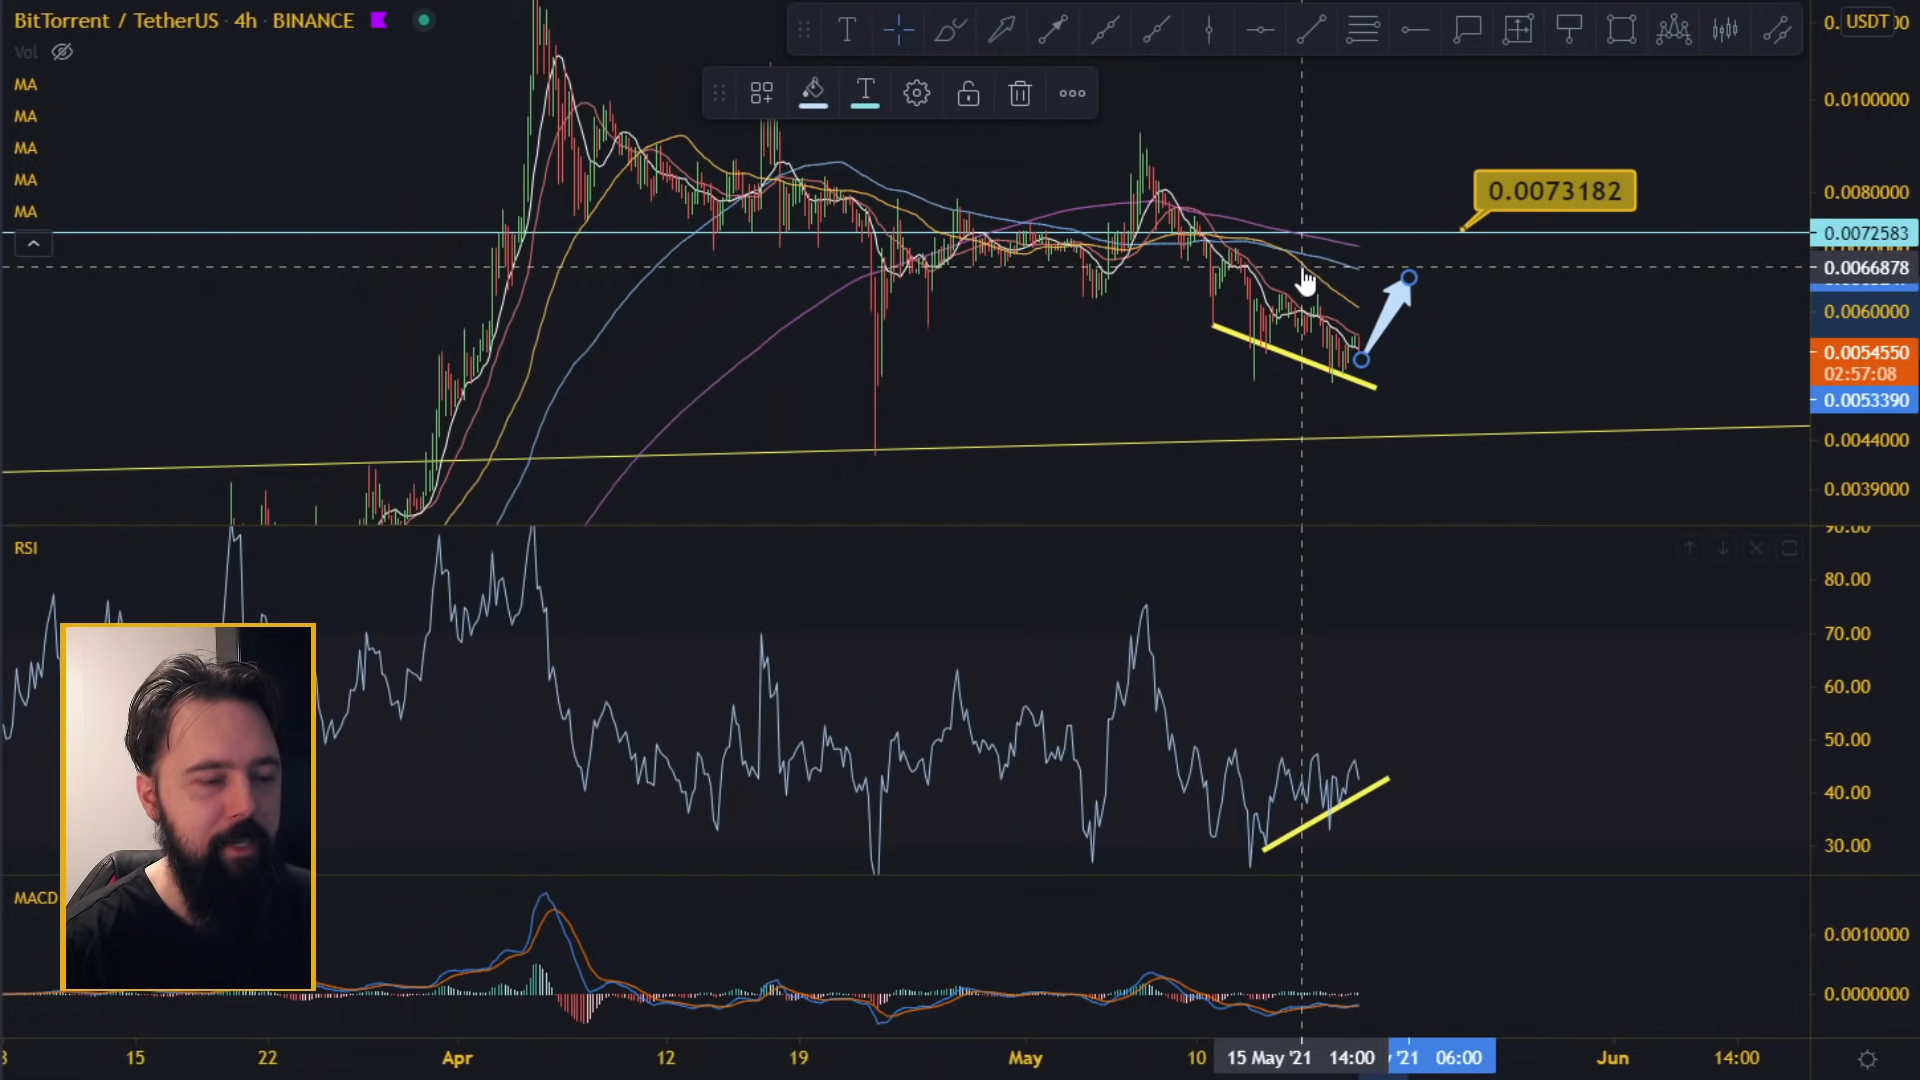 BitTorrent / TetherUS · 4h · BINANCE
Vol
MA
MA
MA
MA
MA
USDT
0.0100000
0.0080000
0.0073182
0.0072583
0.0066878
0.0060000
0.0054550
02:57:08
0.0053390
0.0044000
0.0039000
RSI
90.00
80.00
70.00
60.00
50.00
40.00
30.00
MACD
0.0010000
0.0000000
15
22
Apr
12
19
May
10
15 May '21 14:00
'21 06:00
Jun
14:00